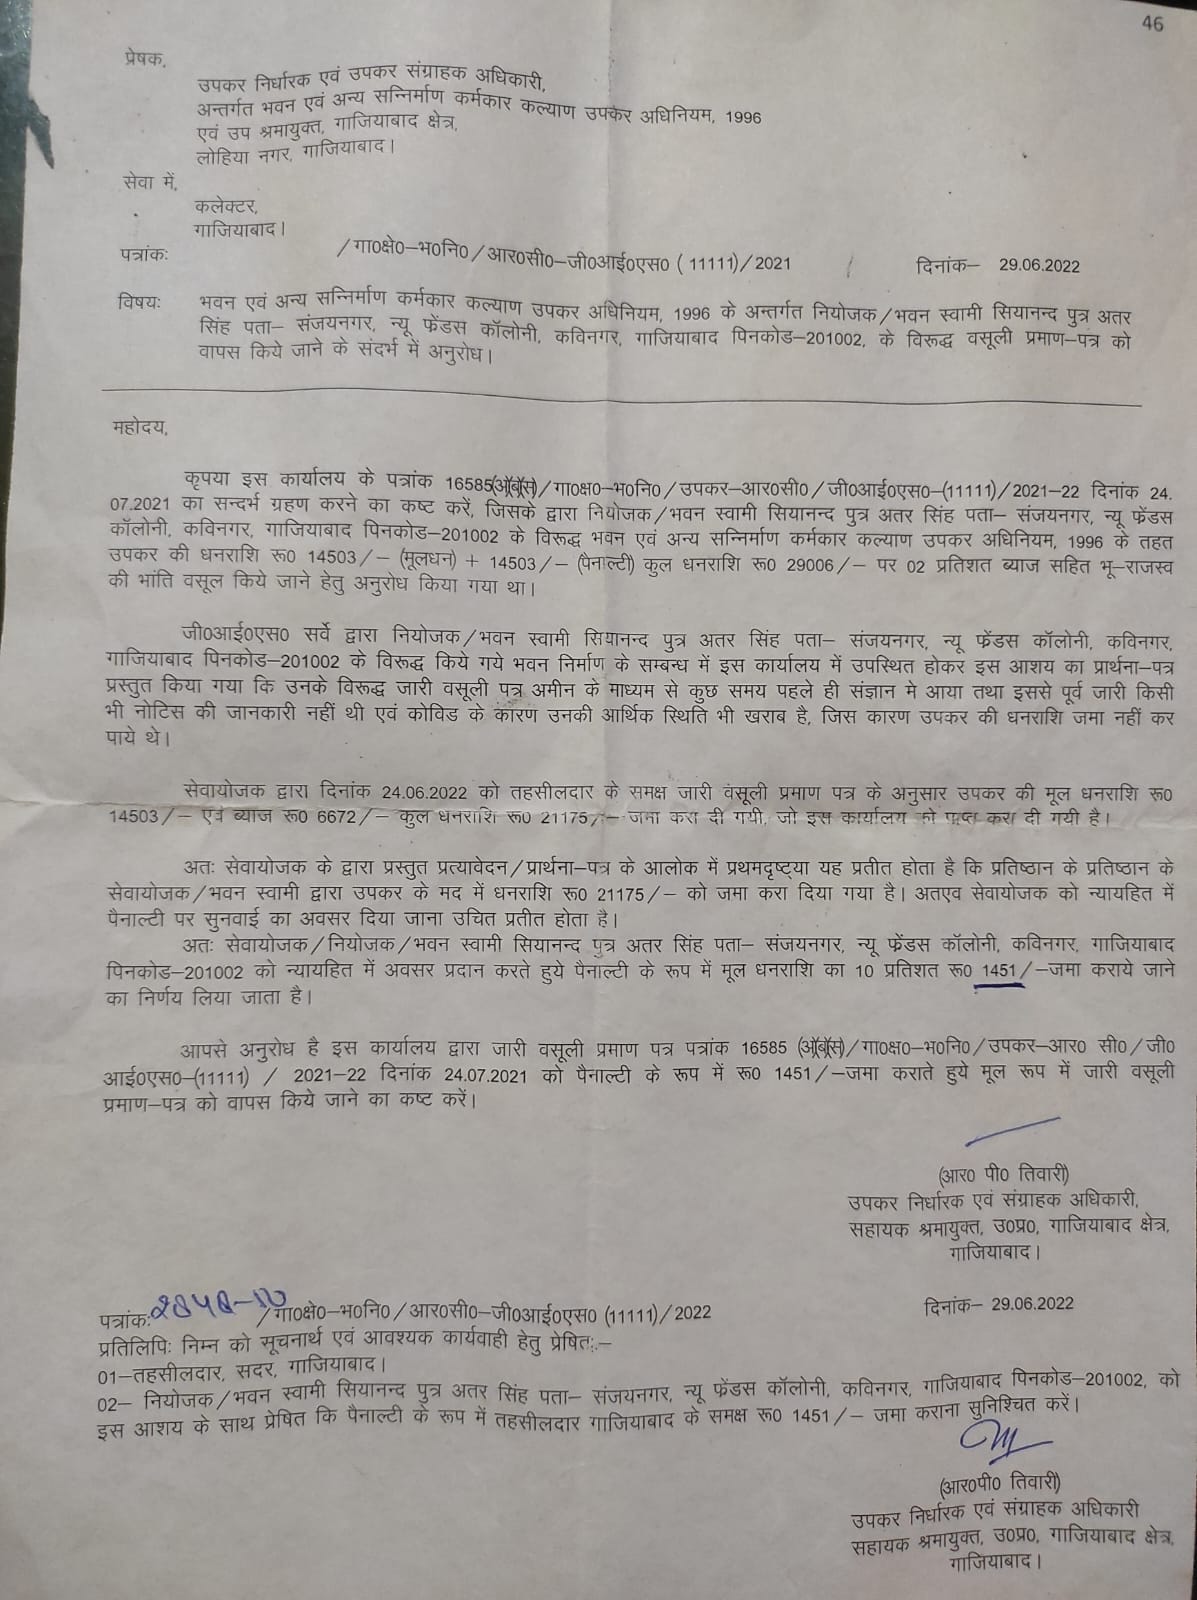 46
प्रेषक,
उपकर निर्धारक एवं उपकर संग्राहक अधिकारी,
अन्तर्गत भवन एवं अन्य सन्निर्माण कर्मकार कल्याण उपकर अधिनियम, 1996
एवं उप श्रमायुक्त, गाजियाबाद क्षेत्र,
लोहिया नगर, गाजियाबाद।
सेवा में,
कलेक्टर,
गाजियाबाद।
पत्रांकः /गा0क्षे0–भ0नि0/आर0सी0–जी0आई0एस0 (11111)/2021 दिनांक– 29.06.2022
विषयः भवन एवं अन्य सन्निर्माण कर्मकार कल्याण उपकर अधिनियम, 1996 के अन्तर्गत नियोजक/भवन स्वामी सियानन्द पुत्र अतर
सिंह पता– संजयनगर, न्यू फ्रेंडस कॉलोनी, कविनगर, गाजियाबाद पिनकोड–201002, के विरूद्ध वसूली प्रमाण–पत्र को
वापस किये जाने के संदर्भ में अनुरोध।
महोदय,
कृपया इस कार्यालय के पत्रांक 16585(अ)(ब)(स)/गा0क्ष0–भ0नि0/उपकर–आर0सी0/जी0आई0एस0–(11111)/2021–22 दिनांक 24.
07.2021 का सन्दर्भ ग्रहण करने का कष्ट करें, जिसके द्वारा नियोजक/भवन स्वामी सियानन्द पुत्र अतर सिंह पता– संजयनगर, न्यू फ्रेंडस
कॉलोनी, कविनगर, गाजियाबाद पिनकोड–201002 के विरूद्ध भवन एवं अन्य सन्निर्माण कर्मकार कल्याण उपकर अधिनियम, 1996 के तहत
उपकर की धनराशि रू0 14503/– (मूलधन) + 14503/– (पैनाल्टी) कुल धनराशि रू0 29006/– पर 02 प्रतिशत ब्याज सहित भू–राजस्व
की भांति वसूल किये जाने हेतु अनुरोध किया गया था।
जी0आई0एस0 सर्वे द्वारा नियोजक/भवन स्वामी सियानन्द पुत्र अतर सिंह पता– संजयनगर, न्यू फ्रेंडस कॉलोनी, कविनगर,
गाजियाबाद पिनकोड–201002 के विरूद्ध किये गये भवन निर्माण के सम्बन्ध में इस कार्यालय में उपस्थित होकर इस आशय का प्रार्थना–पत्र
प्रस्तुत किया गया कि उनके विरूद्ध जारी वसूली पत्र अमीन के माध्यम से कुछ समय पहले ही संज्ञान मे आया तथा इससे पूर्व जारी किसी
भी नोटिस की जानकारी नहीं थी एवं कोविड के कारण उनकी आर्थिक स्थिति भी खराब है, जिस कारण उपकर की धनराशि जमा नहीं कर
पाये थे।
सेवायोजक द्वारा दिनांक 24.06.2022 को तहसीलदार के समक्ष जारी वसूली प्रमाण पत्र के अनुसार उपकर की मूल धनराशि रू0
14503/– एवं ब्याज रू0 6672/– कुल धनराशि रू0 21175/– जमा करा दी गयी, जो इस कार्यालय को प्राप्त करा दी गयी है।
अतः सेवायोजक के द्वारा प्रस्तुत प्रत्यावेदन/प्रार्थना–पत्र के आलोक में प्रथमदृष्ट्या यह प्रतीत होता है कि प्रतिष्ठान के प्रतिष्ठान के
सेवायोजक/भवन स्वामी द्वारा उपकर के मद में धनराशि रू0 21175/– को जमा करा दिया गया है। अतएव सेवायोजक को न्यायहित में
पैनाल्टी पर सुनवाई का अवसर दिया जाना उचित प्रतीत होता है।
अतः सेवायोजक/नियोजक/भवन स्वामी सियानन्द पुत्र अतर सिंह पता– संजयनगर, न्यू फ्रेंडस कॉलोनी, कविनगर, गाजियाबाद
पिनकोड–201002 को न्यायहित में अवसर प्रदान करते हुये पैनाल्टी के रूप में मूल धनराशि का 10 प्रतिशत रू0 1451/–जमा कराये जाने
का निर्णय लिया जाता है।
आपसे अनुरोध है इस कार्यालय द्वारा जारी वसूली प्रमाण पत्र पत्रांक 16585 (अ)(ब)(स)/गा0क्ष0–भ0नि0/उपकर–आर0 सी0/जी0
आई0एस0–(11111) / 2021–22 दिनांक 24.07.2021 को पैनाल्टी के रूप में रू0 1451/–जमा कराते हुये मूल रूप में जारी वसूली
प्रमाण–पत्र को वापस किये जाने का कष्ट करें।
(आर0 पी0 तिवारी)
उपकर निर्धारक एवं संग्राहक अधिकारी,
सहायक श्रमायुक्त, उ0प्र0, गाजियाबाद क्षेत्र,
गाजियाबाद।
पत्रांकः /गा0क्षे0–भ0नि0/आर0सी0–जी0आई0एस0 (11111)/2022 दिनांक– 29.06.2022
प्रतिलिपिः निम्न को सूचनार्थ एवं आवश्यक कार्यवाही हेतु प्रेषितः–
01–तहसीलदार, सदर, गाजियाबाद।
02– नियोजक/भवन स्वामी सियानन्द पुत्र अतर सिंह पता– संजयनगर, न्यू फ्रेंडस कॉलोनी, कविनगर, गाजियाबाद पिनकोड–201002, को
इस आशय के साथ प्रेषित कि पैनाल्टी के रूप में तहसीलदार गाजियाबाद के समक्ष रू0 1451/– जमा कराना सुनिश्चित करें।
(आर0पी0 तिवारी)
उपकर निर्धारक एवं संग्राहक अधिकारी
सहायक श्रमायुक्त, उ0प्र0, गाजियाबाद क्षेत्र,
गाजियाबाद।